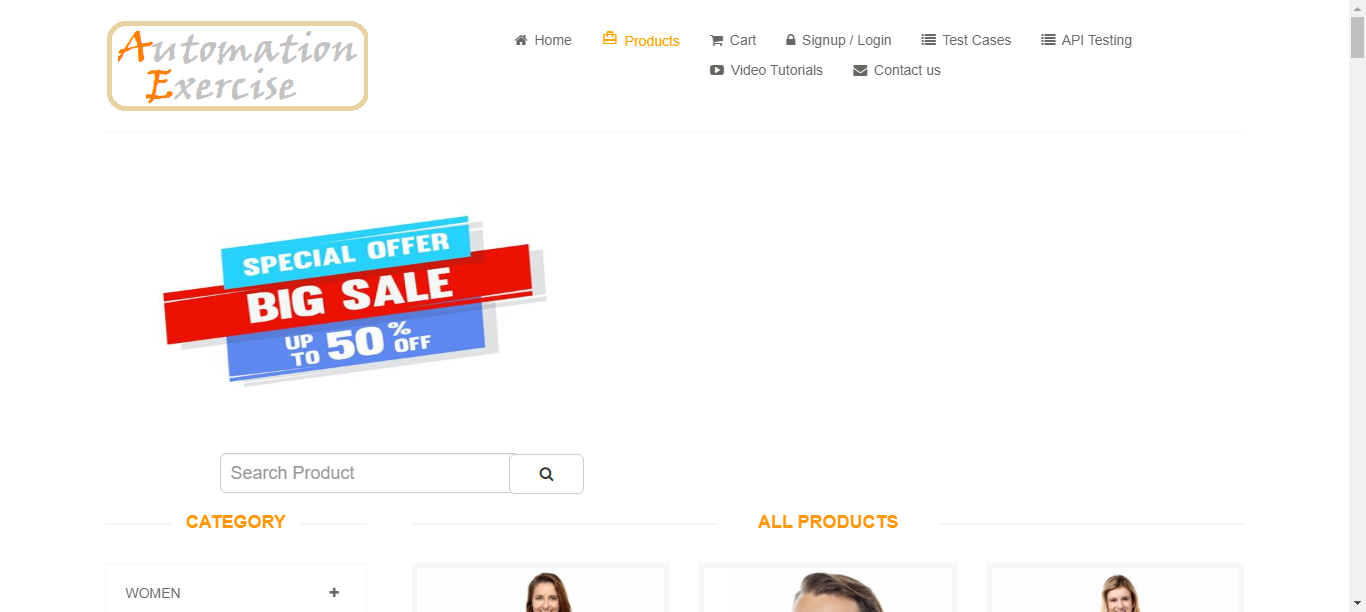 Automation
Exercise
Home Products Cart Signup / Login Test Cases API Testing
Video Tutorials Contact us
SPECIAL OFFER
BIG SALE
UP TO 50% OFF
Search Product
CATEGORY
ALL PRODUCTS
WOMEN